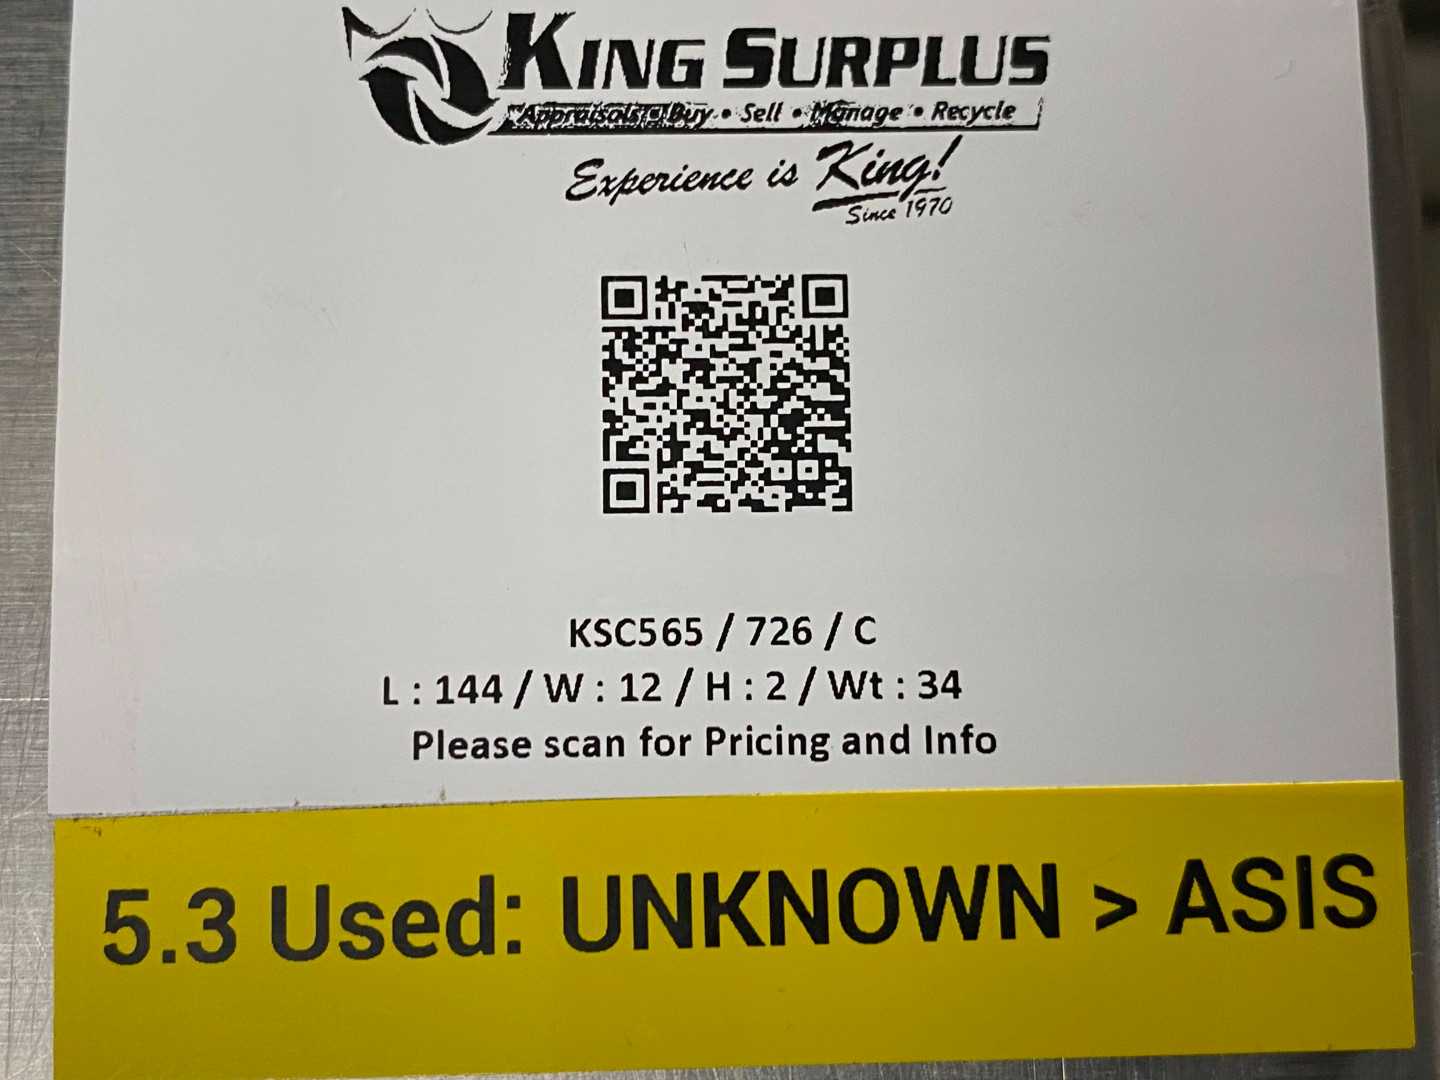 KING SURPLUS
Appraisals • Buy • Sell • Manage • Recycle
Experience is King!
Since 1970
KSC565 / 726 / C
L : 144 / W : 12 / H : 2 / Wt : 34
Please scan for Pricing and Info
5.3 Used: UNKNOWN > ASIS